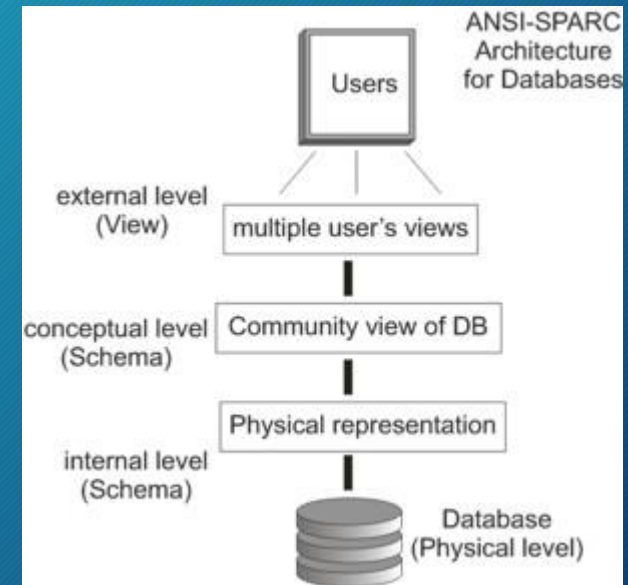 ANSI-SPARC
Architecture
for Databases
Users
external level
(View)
multiple user's views
conceptual level
(Schema)
Community view of DB
Physical representation
internal level
(Schema)
Database
(Physical level)